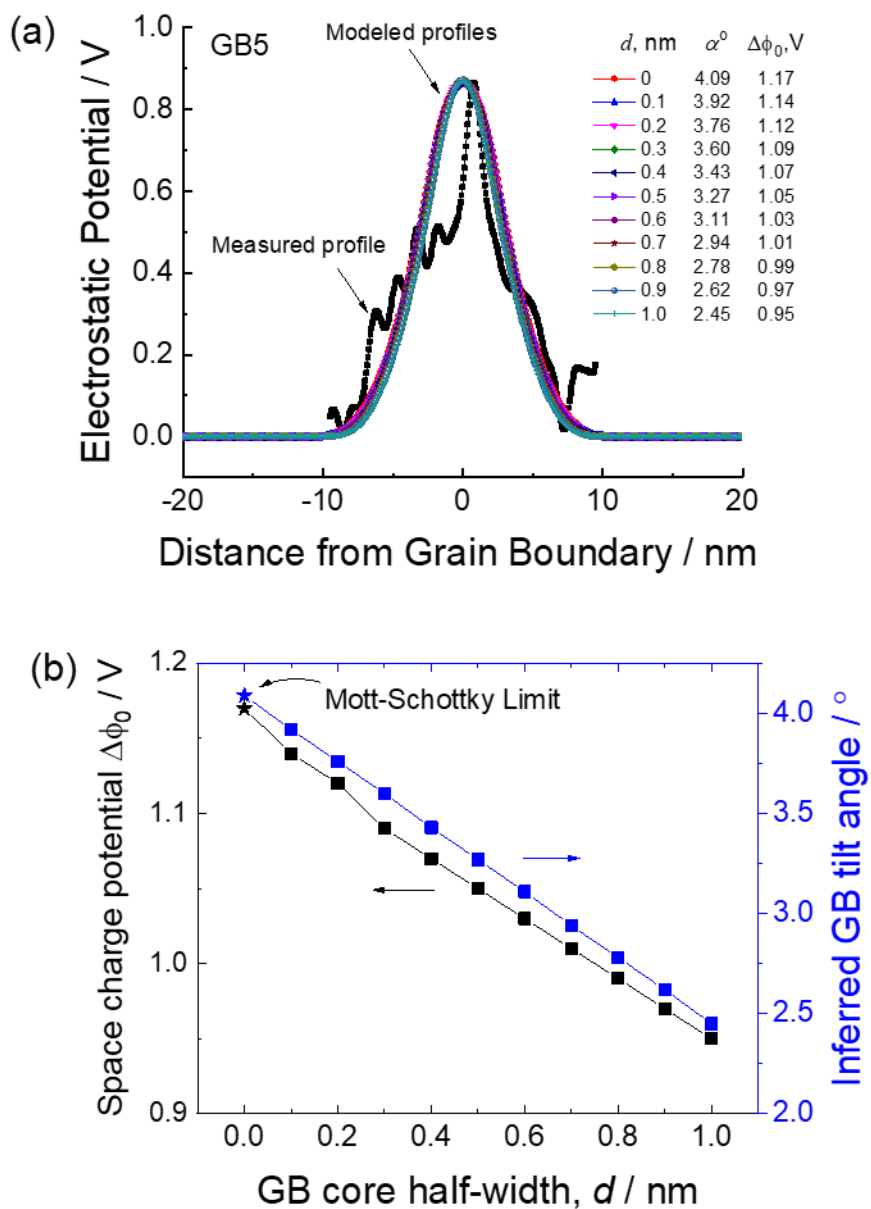 (a)
GB5
Modeled profiles
Measured profile
d, nm α° Δϕ₀,V
0 4.09 1.17
0.1 3.92 1.14
0.2 3.76 1.12
0.3 3.60 1.09
0.4 3.43 1.07
0.5 3.27 1.05
0.6 3.11 1.03
0.7 2.94 1.01
0.8 2.78 0.99
0.9 2.62 0.97
1.0 2.45 0.95
Electrostatic Potential / V
1.0
0.8
0.6
0.4
0.2
0.0
-20 -10 0 10 20
Distance from Grain Boundary / nm
(b)
Space charge potential Δϕ₀ / V
1.2
1.1
1.0
0.9
Mott-Schottky Limit
4.0
3.5
3.0
2.5
2.0
Inferred GB tilt angle / °
0.0 0.2 0.4 0.6 0.8 1.0
GB core half-width, d / nm